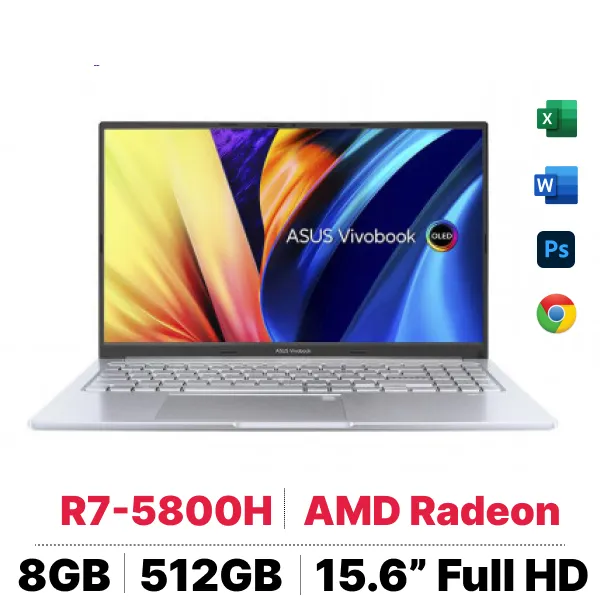 X
W
ASUS Vivobook OLED
Ps
ASUS Vivobook
R7-5800H AMD Radeon
8GB 512GB 15.6” Full HD